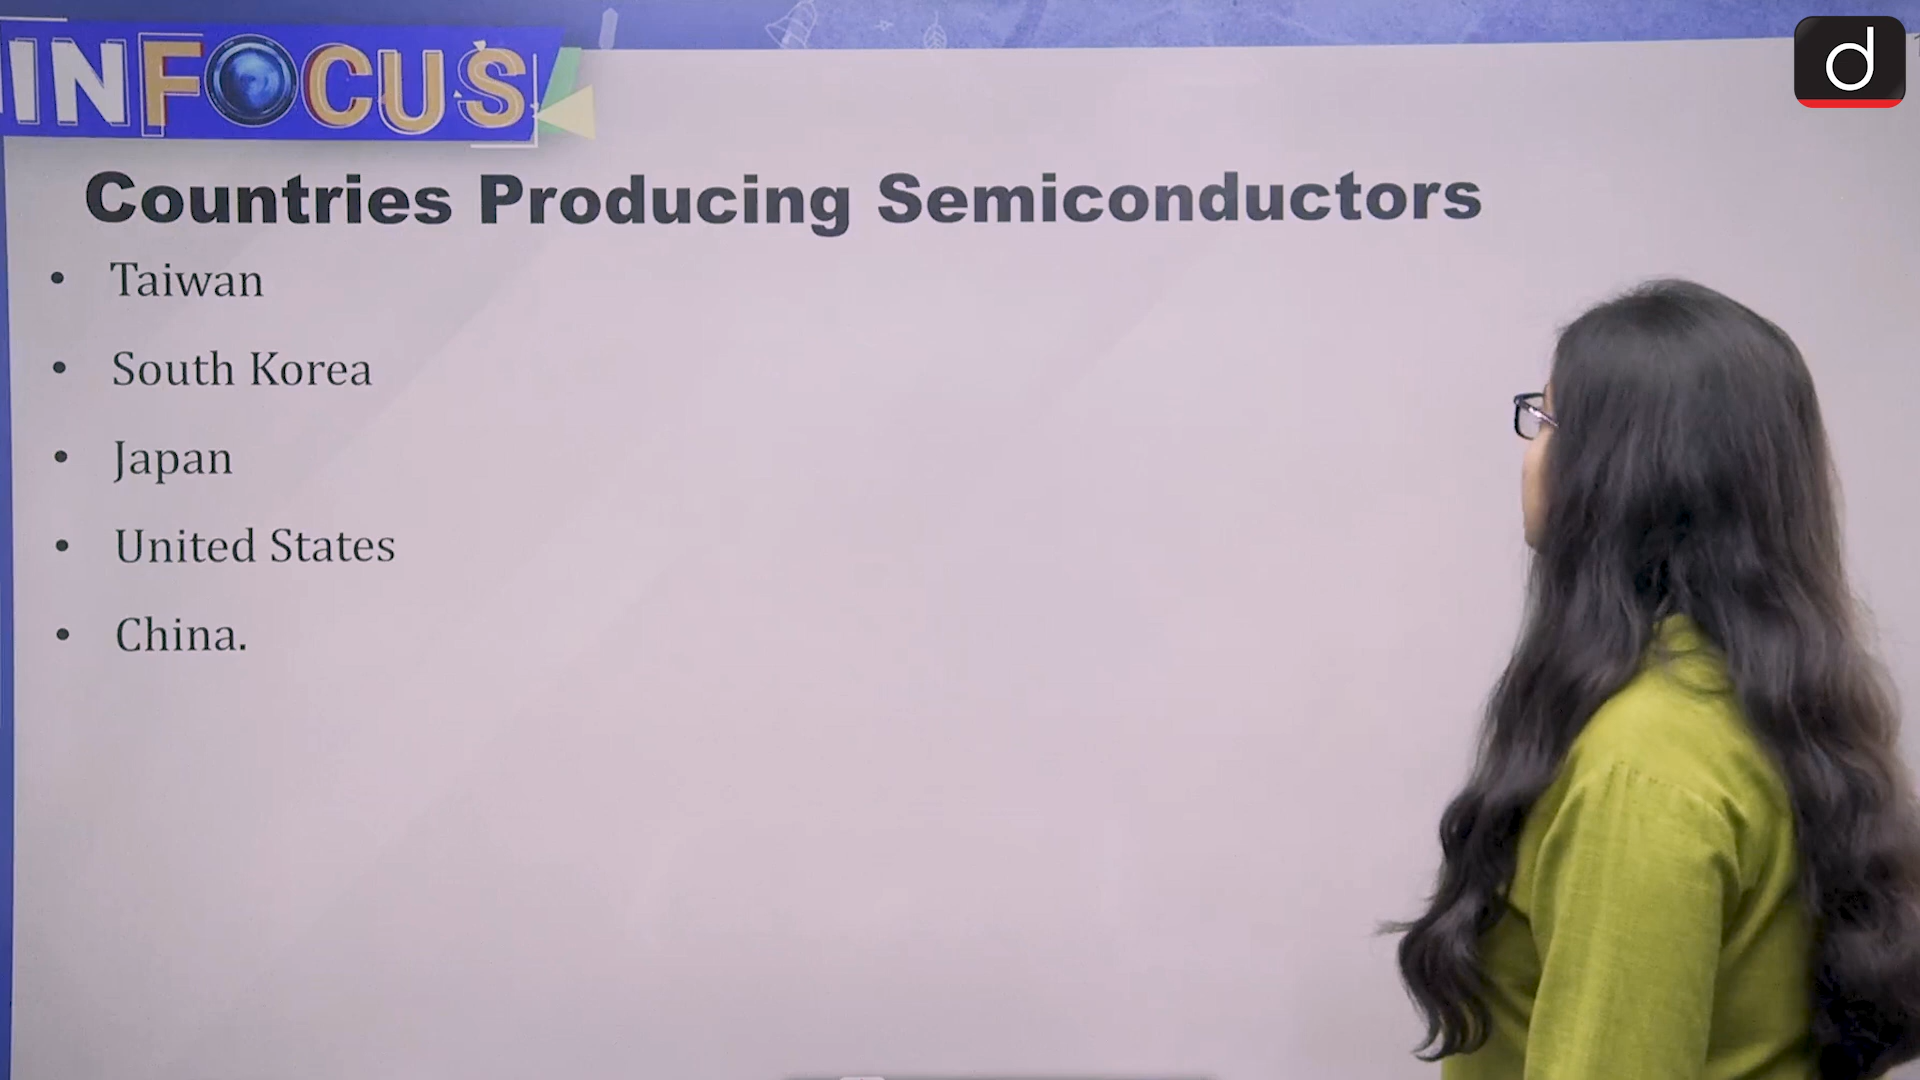 INFOCUS
d
Countries Producing Semiconductors
• Taiwan
• South Korea
• Japan
• United States
• China.